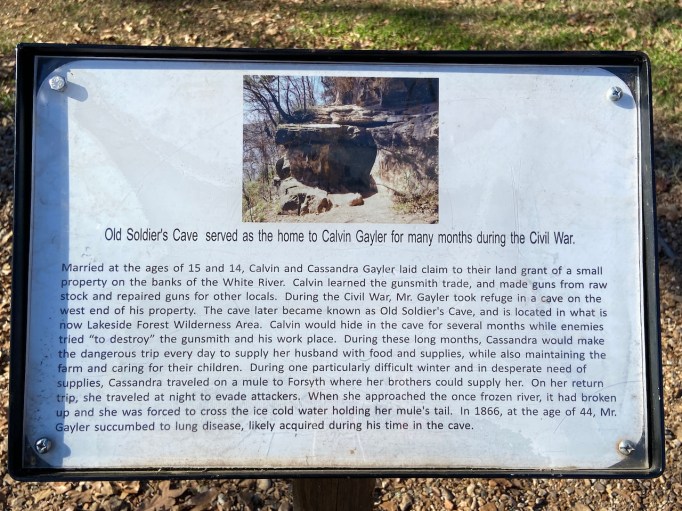 Old Soldier's Cave served as the home to Calvin Gayler for many months during the Civil War.
Married at the ages of 15 and 14, Calvin and Cassandra Gayler laid claim to their land grant of a small
property on the banks of the White River. Calvin learned the gunsmith trade, and made guns from raw
stock and repaired guns for other locals. During the Civil War, Mr. Gayler took refuge in a cave on the
west end of his property. The cave later became known as Old Soldier's Cave, and is located in what is
now Lakeside Forest Wilderness Area. Calvin would hide in the cave for several months while enemies
tried "to destroy" the gunsmith and his work place. During these long months, Cassandra would make
the dangerous trip every day to supply her husband with food and supplies, while also maintaining the
farm and caring for their children. During one particularly difficult winter and in desperate need of
supplies, Cassandra traveled on a mule to Forsyth where her brothers could supply her. On her return
trip, she traveled at night to evade attackers. When she approached the once frozen river, it had broken
up and she was forced to cross the ice cold water holding her mule's tail. In 1866, at the age of 44, Mr.
Gayler succumbed to lung disease, likely acquired during his time in the cave.